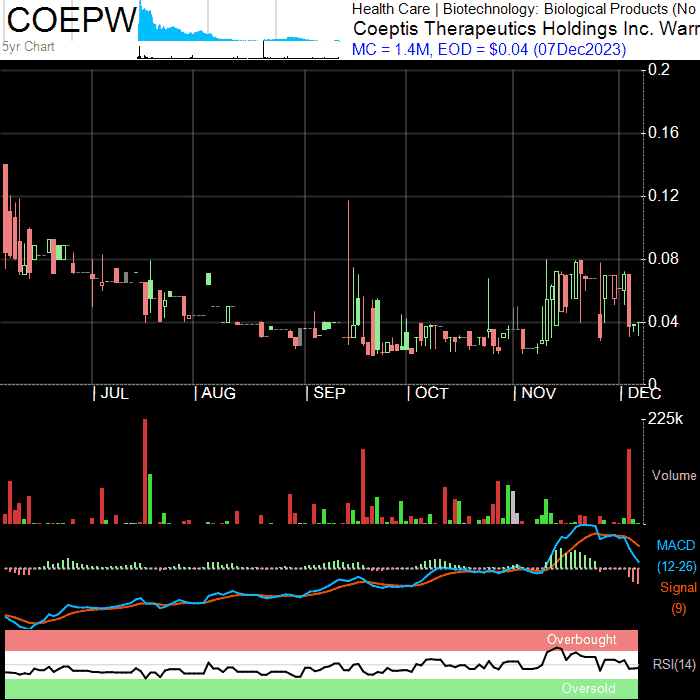 COEPW
5yr Chart
Health Care | Biotechnology: Biological Products (No
Coeptis Therapeutics Holdings Inc. Warr
MC = 1.4M, EOD = $0.04 (07Dec2023)
0.2
0.16
0.12
0.08
0.04
0
| JUL | AUG | SEP | OCT | NOV | DEC
225k
Volume
MACD
(12-26)
Signal
(9)
Overbought
RSI(14)
Oversold